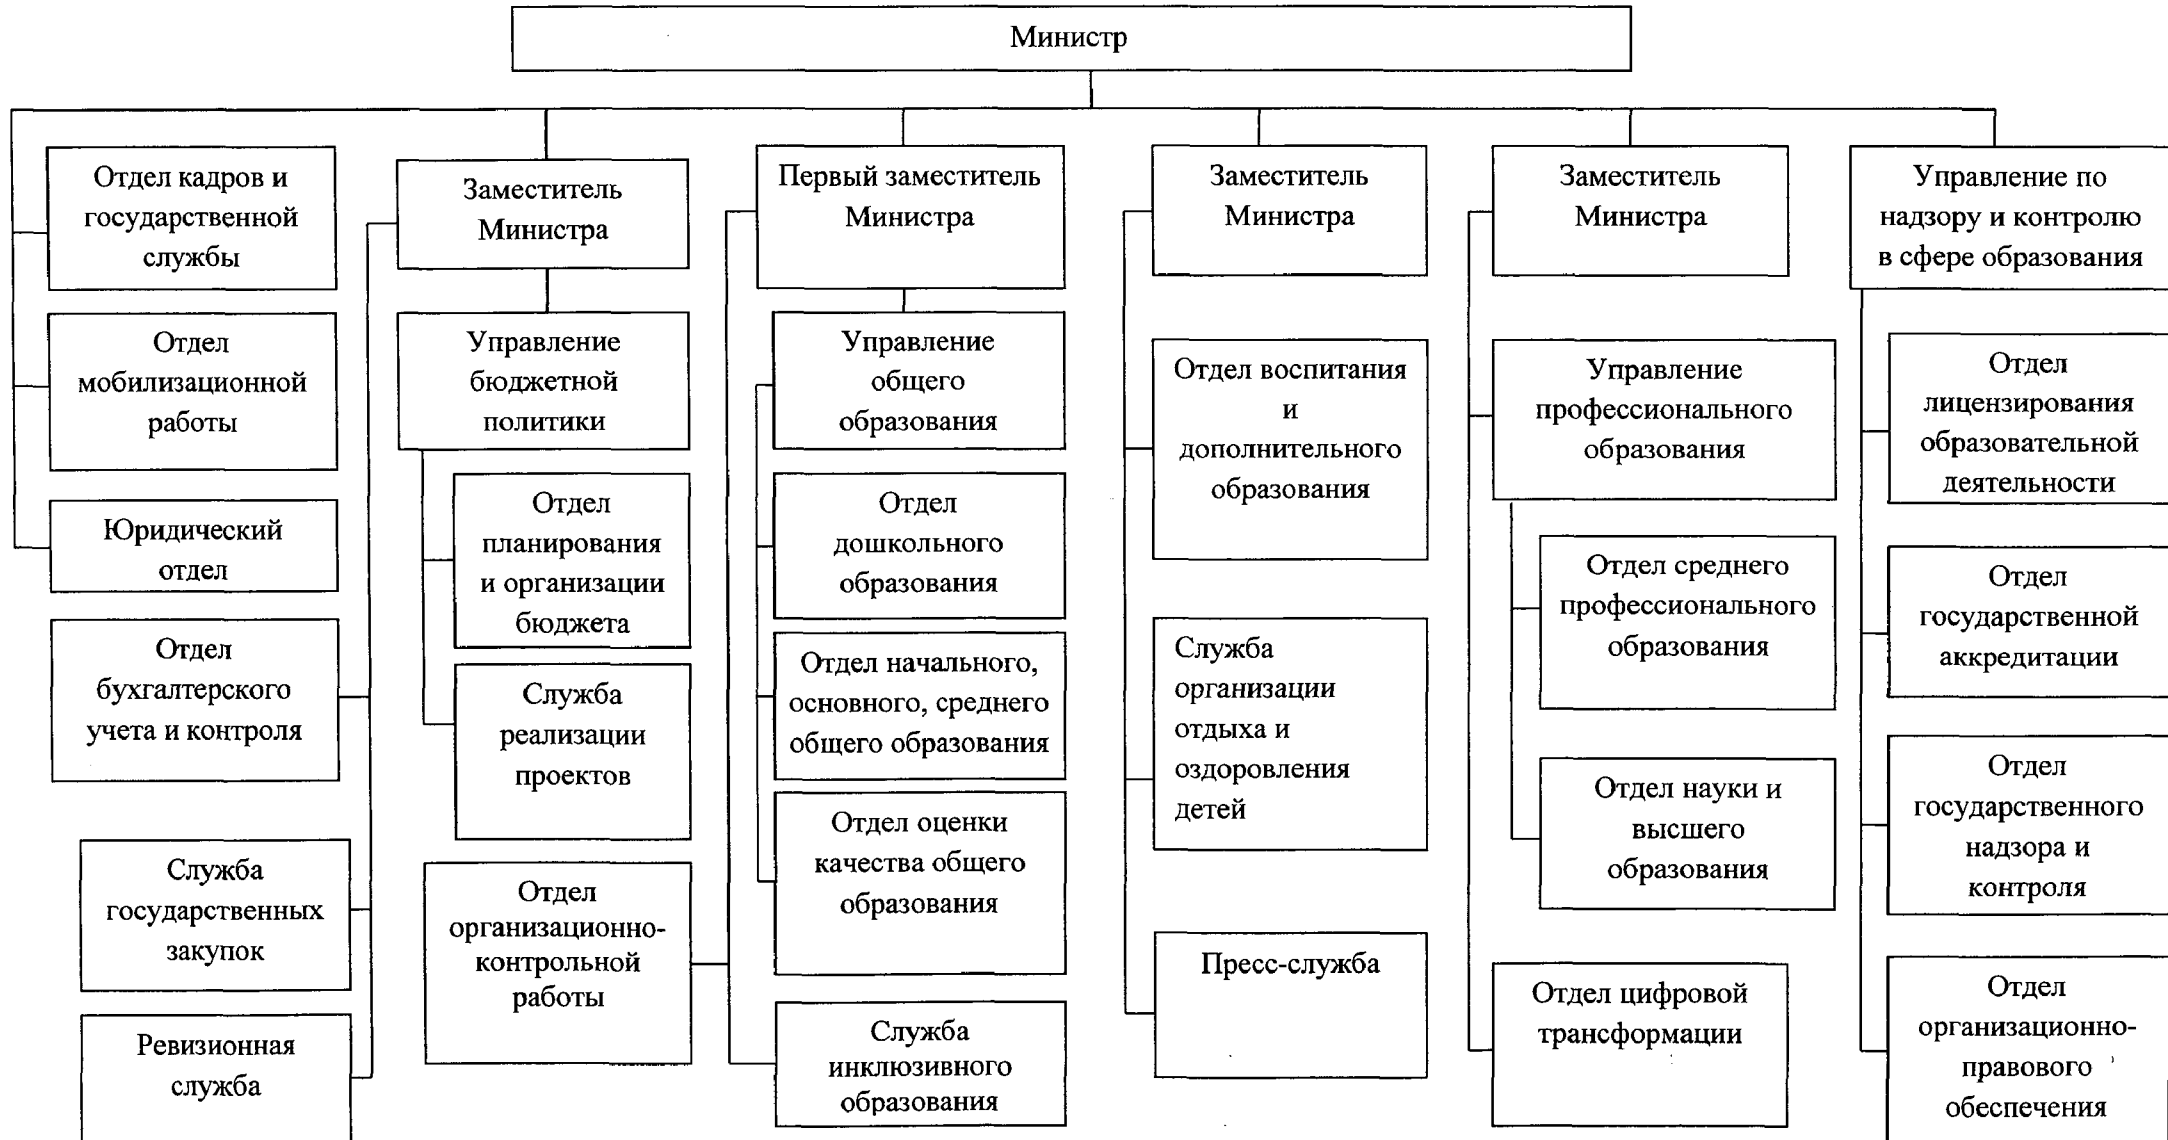 Министр
Отдел кадров и
государственной
службы
Отдел
мобилизационной
работы
Юридический
отдел
Отдел
бухгалтерского
учета и контроля
Служба
государственных
закупок
Ревизионная
служба
Заместитель
Министра
Управление
бюджетной
политики
Отдел
планирования
и организации
бюджета
Служба
реализации
проектов
Отдел
организационно-
контрольной
работы
Первый заместитель
Министра
Управление
общего
образования
Отдел
дошкольного
образования
Отдел начального,
основного, среднего
общего образования
Отдел оценки
качества общего
образования
Служба
инклюзивного
образования
Заместитель
Министра
Отдел воспитания
и
дополнительного
образования
Служба
организации
отдыха и
оздоровления
детей
Пресс-служба
Заместитель
Министра
Управление
профессионального
образования
Отдел среднего
профессионального
образования
Отдел науки и
высшего
образования
Отдел цифровой
трансформации
Управление по
надзору и контролю
в сфере образования
Отдел
лицензирования
образовательной
деятельности
Отдел
государственной
аккредитации
Отдел
государственного
надзора и
контроля
Отдел
организационно-
правового
обеспечения